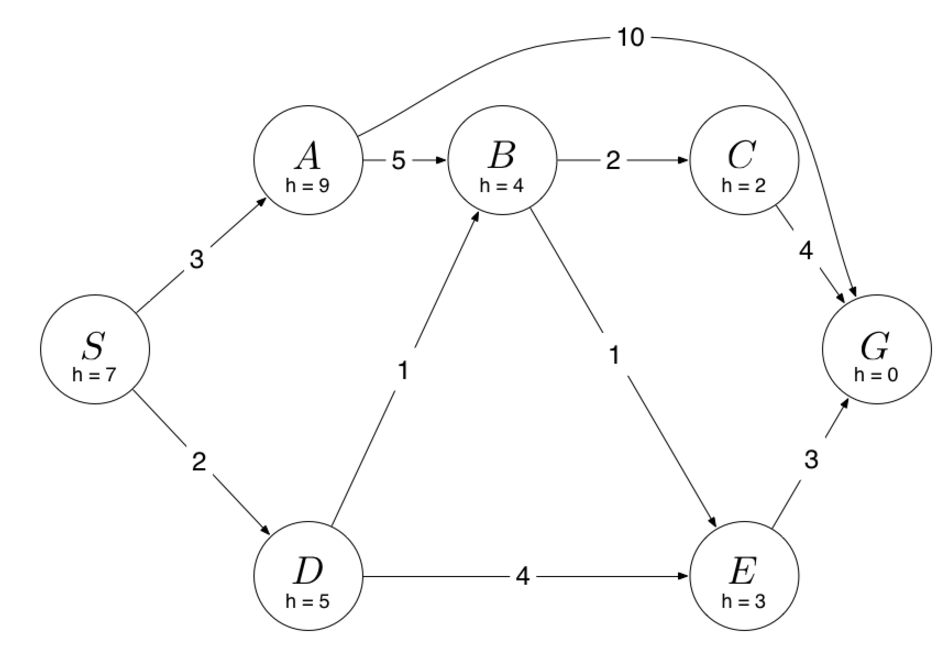 10
A
h = 9
5
B
h = 4
2
C
h = 2
3
4
S
h = 7
1
1
G
h = 0
2
3
D
h = 5
4
E
h = 3